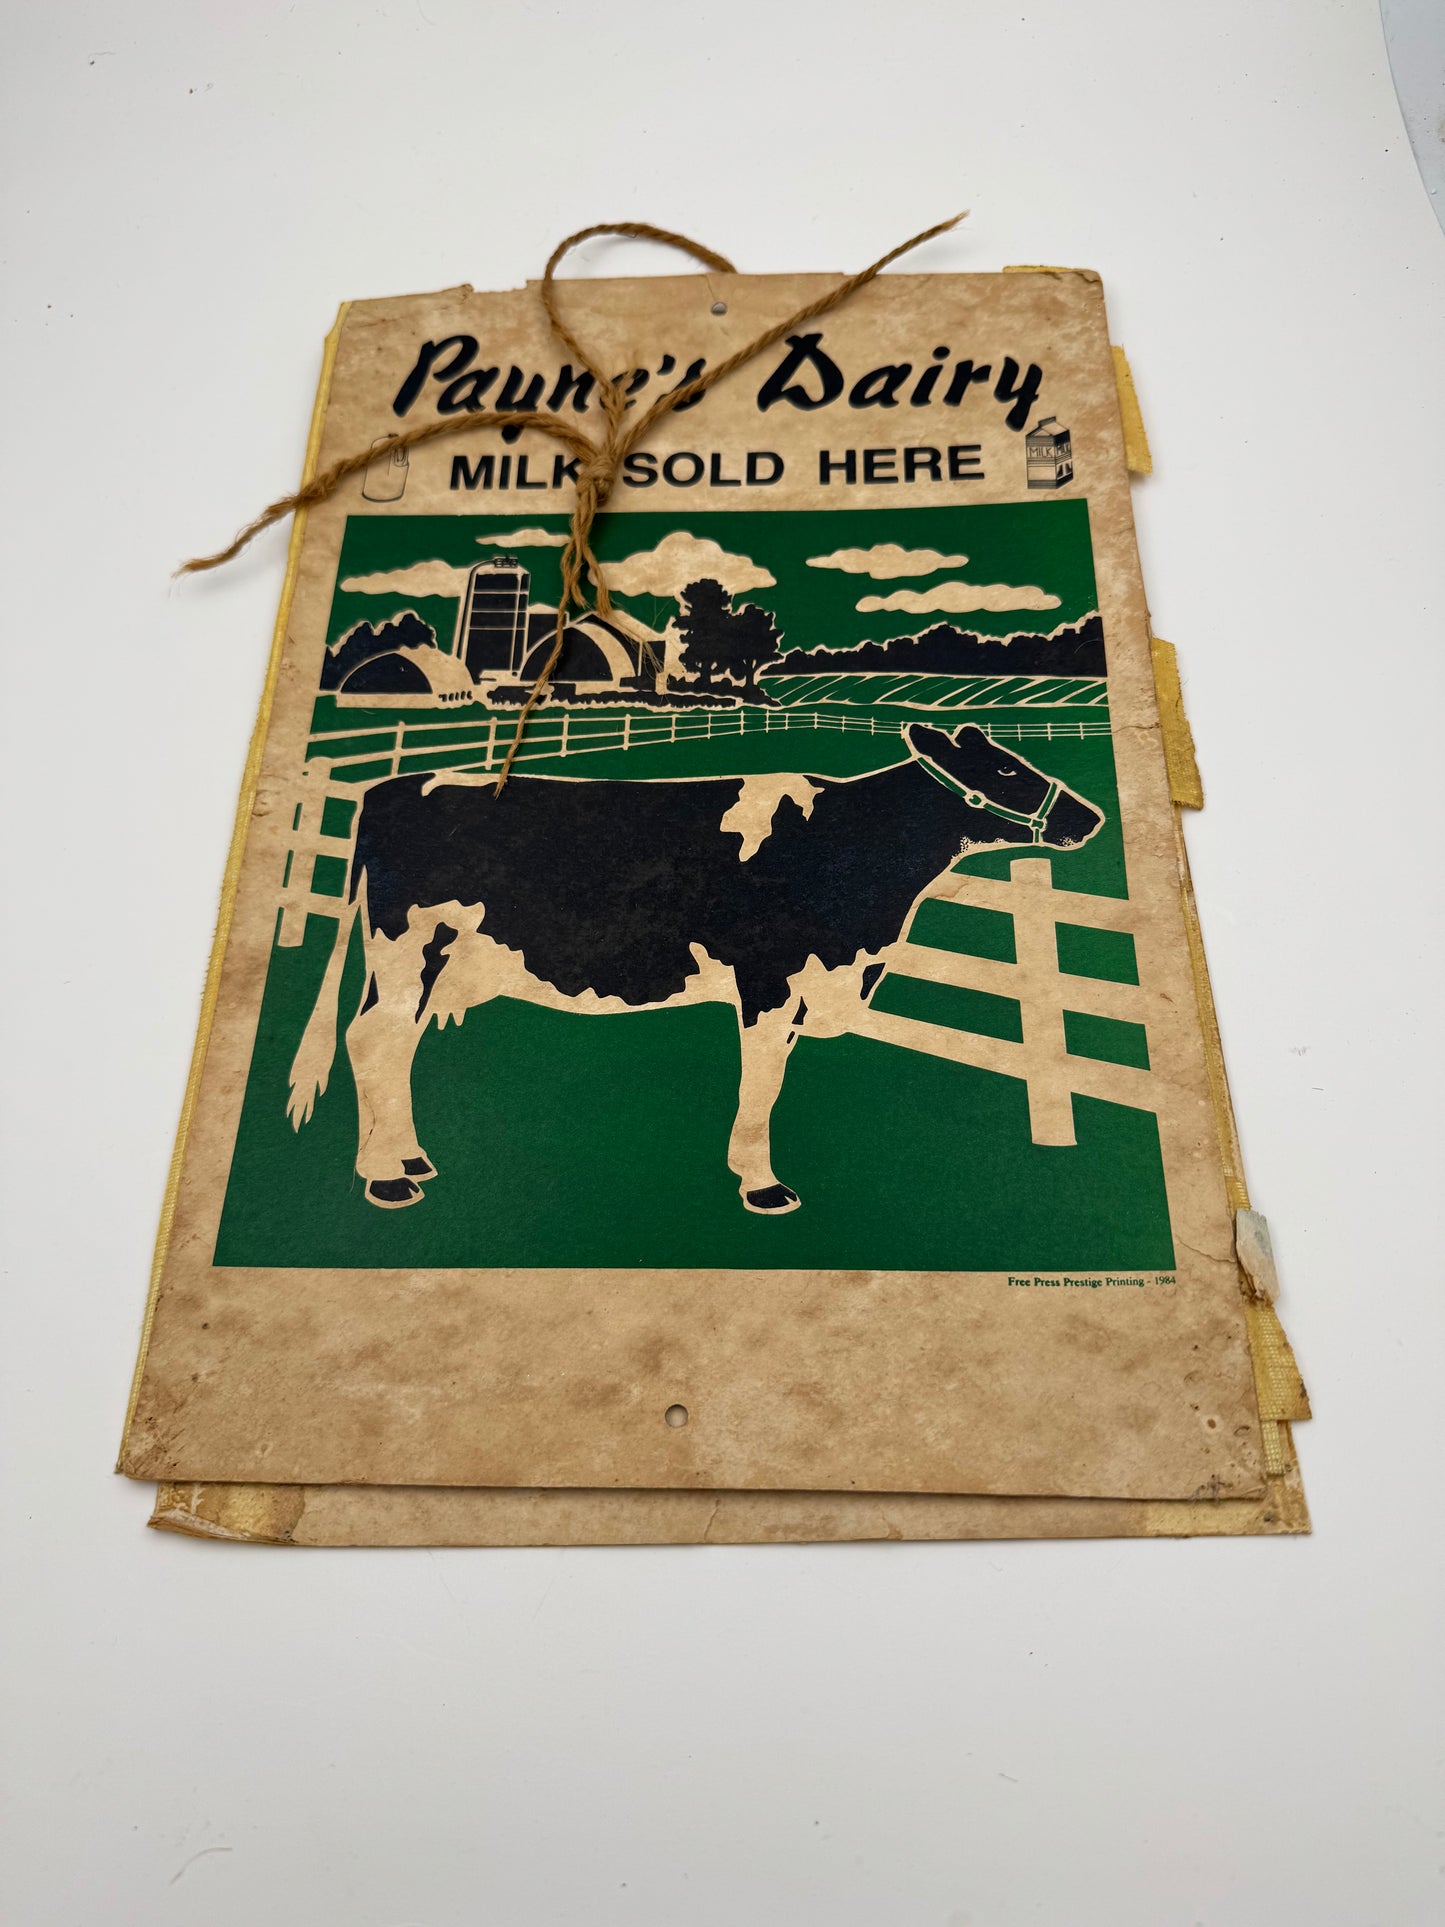 Payne's Dairy
MILK SOLD HERE
MILK
Free Press Prestige Printing - 1984